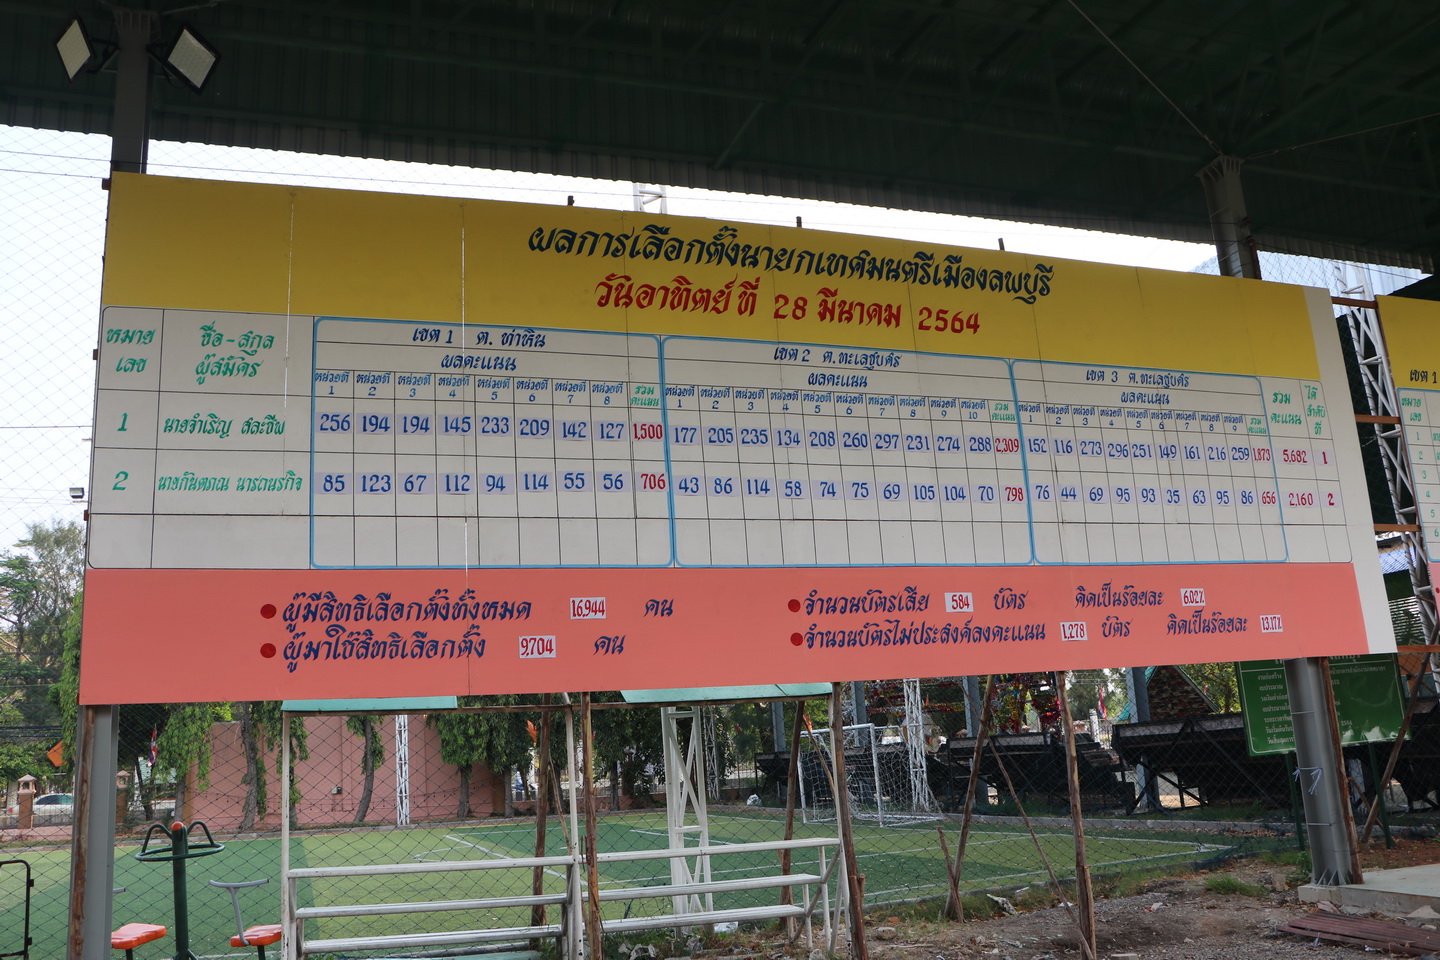 ผลการเลือกตั้งนายกเทศมนตรีเมืองลพบุรี
วันอาทิตย์ ที่ 28 มีนาคม 2564
หมายเลข ชื่อ-สกุล ผู้สมัคร เขต 1 ต. ท่าหิน เขต 2 ต.ทะเลชุบศร เขต 3 ต.ทะเลชุบศร รวมคะแนน ได้ลำดับที่
ผลคะแนน ผลคะแนน ผลคะแนน
หน่วยที่ 1 หน่วยที่ 2 หน่วยที่ 3 หน่วยที่ 4 หน่วยที่ 5 หน่วยที่ 6 หน่วยที่ 7 หน่วยที่ 8 รวมคะแนน หน่วยที่ 1 หน่วยที่ 2 หน่วยที่ 3 หน่วยที่ 4 หน่วยที่ 5 หน่วยที่ 6 หน่วยที่ 7 หน่วยที่ 8 หน่วยที่ 9 หน่วยที่ 10 รวมคะแนน หน่วยที่ 1 หน่วยที่ 2 หน่วยที่ 3 หน่วยที่ 4 หน่วยที่ 5 หน่วยที่ 6 หน่วยที่ 7 หน่วยที่ 8 หน่วยที่ 9 รวมคะแนน
1 นายจำเริญ สละชีพ 256 194 194 145 233 209 142 127 1,500 177 205 235 134 208 260 297 231 274 288 2,309 152 116 273 296 251 149 161 216 259 1,873 5,682 1
2 85 123 67 112 94 114 55 56 706 43 86 114 58 74 75 69 105 104 70 798 76 44 69 95 93 35 63 95 86 656 2,160 2
ผู้มีสิทธิเลือกตั้งทั้งหมด 16,944 คน
ผู้มาใช้สิทธิเลือกตั้ง 9,704 คน
จำนวนบัตรเสีย 584 บัตร คิดเป็นร้อยละ 6.02%
จำนวนบัตรไม่ประสงค์ลงคะแนน 1,278 บัตร คิดเป็นร้อยละ 13.17%
เขต 1
หมายเลข
1
2
3
4
5
6